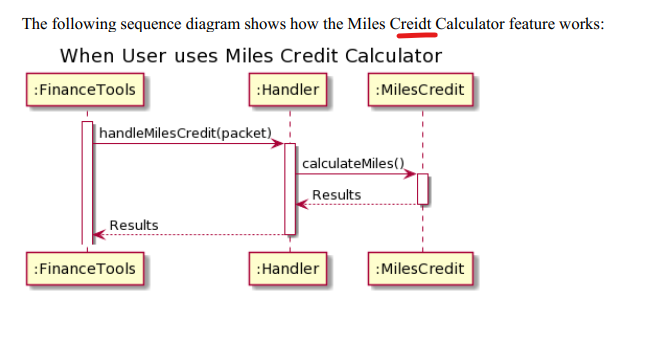 The following sequence diagram shows how the Miles Creidt Calculator feature works:
When User uses Miles Credit Calculator
:FinanceTools :Handler :MilesCredit
handleMilesCredit(packet)
calculateMiles()
Results
Results
:FinanceTools :Handler :MilesCredit